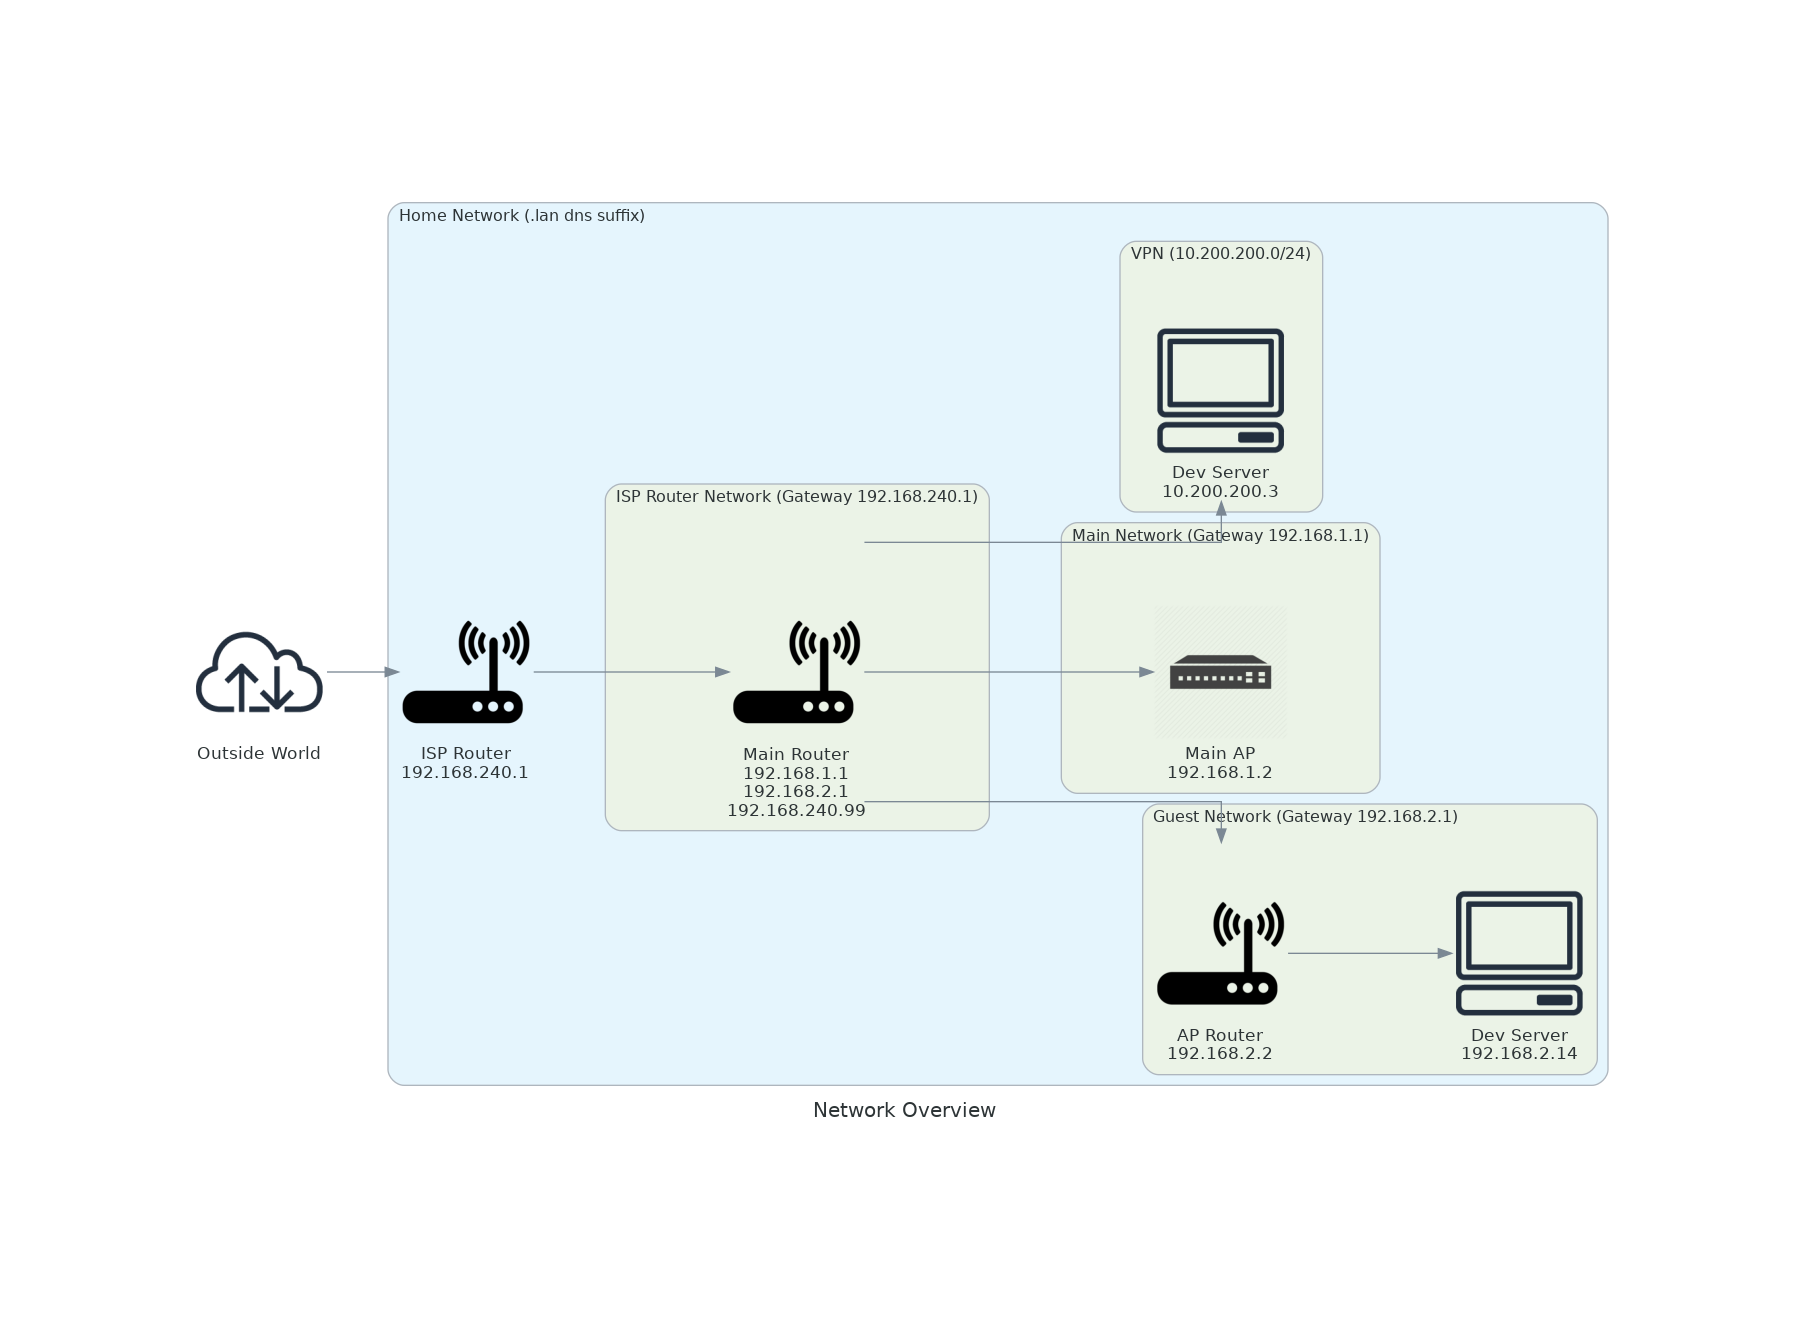 Home Network (.lan dns suffix)
VPN (10.200.200.0/24)
Dev Server
10.200.200.3
ISP Router Network (Gateway 192.168.240.1)
Main Network (Gateway 192.168.1.1)
Outside World
ISP Router
192.168.240.1
Main Router
192.168.1.1
192.168.2.1
192.168.240.99
Main AP
192.168.1.2
Guest Network (Gateway 192.168.2.1)
AP Router
192.168.2.2
Dev Server
192.168.2.14
Network Overview